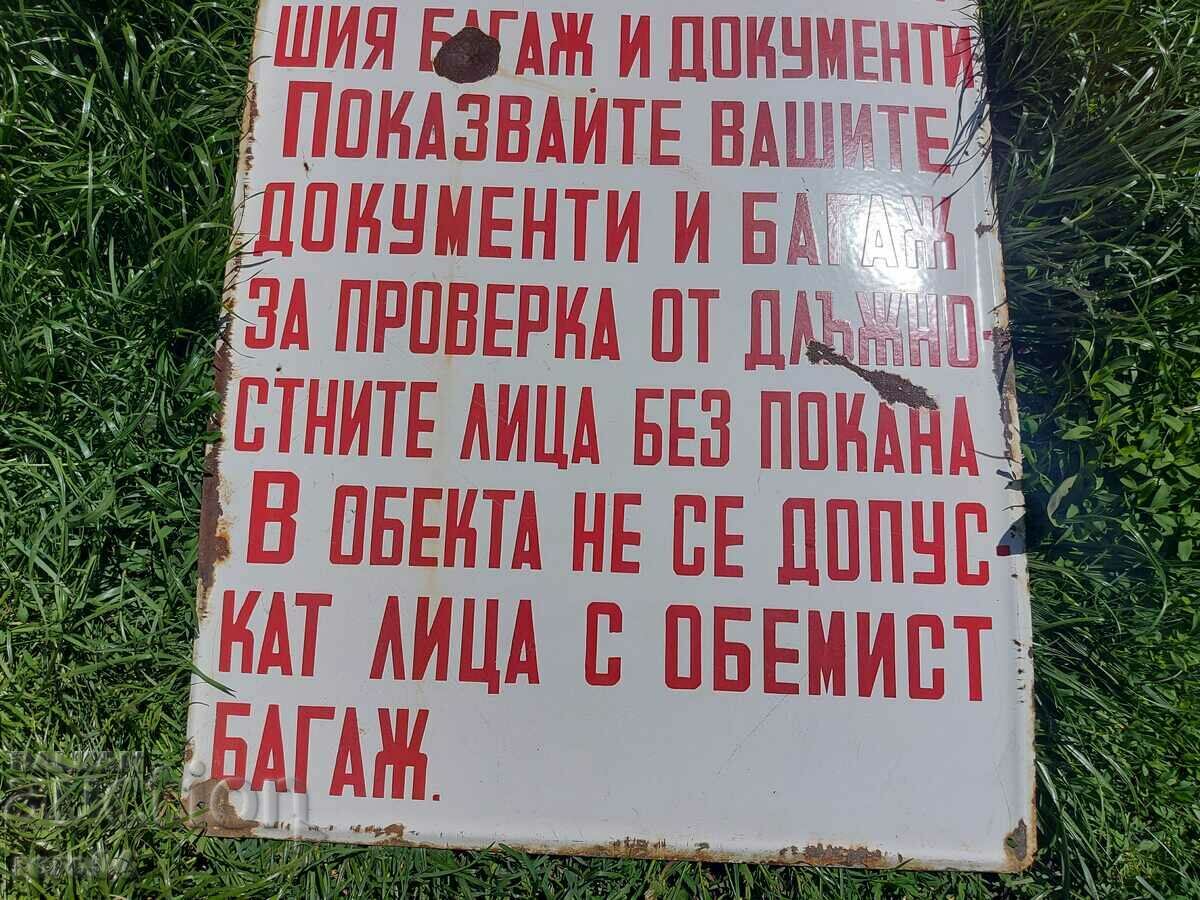 ШИЯ БАГАЖ И ДОКУМЕНТИ
ПОКАЗВАЙТЕ ВАШИТЕ
ДОКУМЕНТИ И БАГАЖ
ЗА ПРОВЕРКА ОТ ДЛЪЖНО-
СТНИТЕ ЛИЦА БЕЗ ПОКАНА
В ОБЕКТА НЕ СЕ ДОПУС-
КАТ ЛИЦА С ОБЕМИСТ
БАГАЖ.